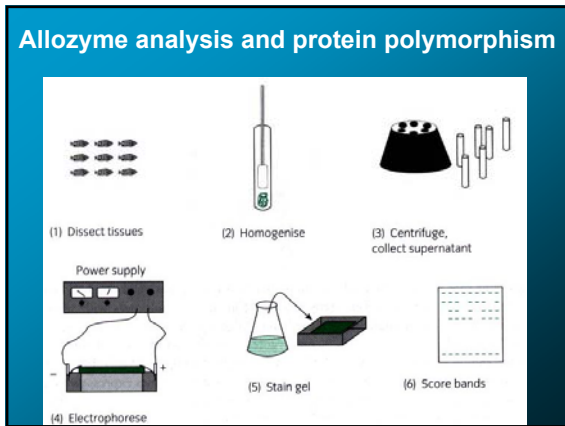 Allozyme analysis and protein polymorphism
(1) Dissect tissues
(2) Homogenise
(3) Centrifuge,
collect supernatant
Power supply
− +
(4) Electrophorese
(5) Stain gel
(6) Score bands